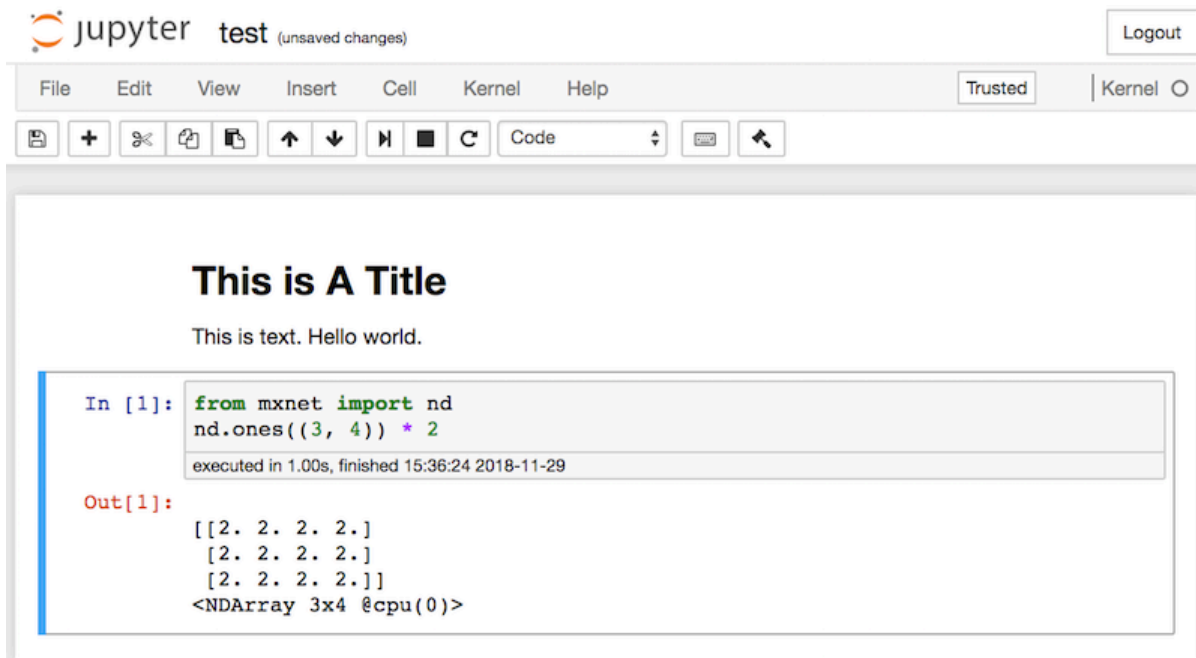 jupyter test (unsaved changes) Logout
File Edit View Insert Cell Kernel Help Trusted Kernel
Code
This is A Title
This is text. Hello world.
In [1]: from mxnet import nd
nd.ones((3, 4)) * 2
executed in 1.00s, finished 15:36:24 2018-11-29
Out[1]:
[[2. 2. 2. 2.]
[2. 2. 2. 2.]
[2. 2. 2. 2.]]
<NDArray 3x4 @cpu(0)>